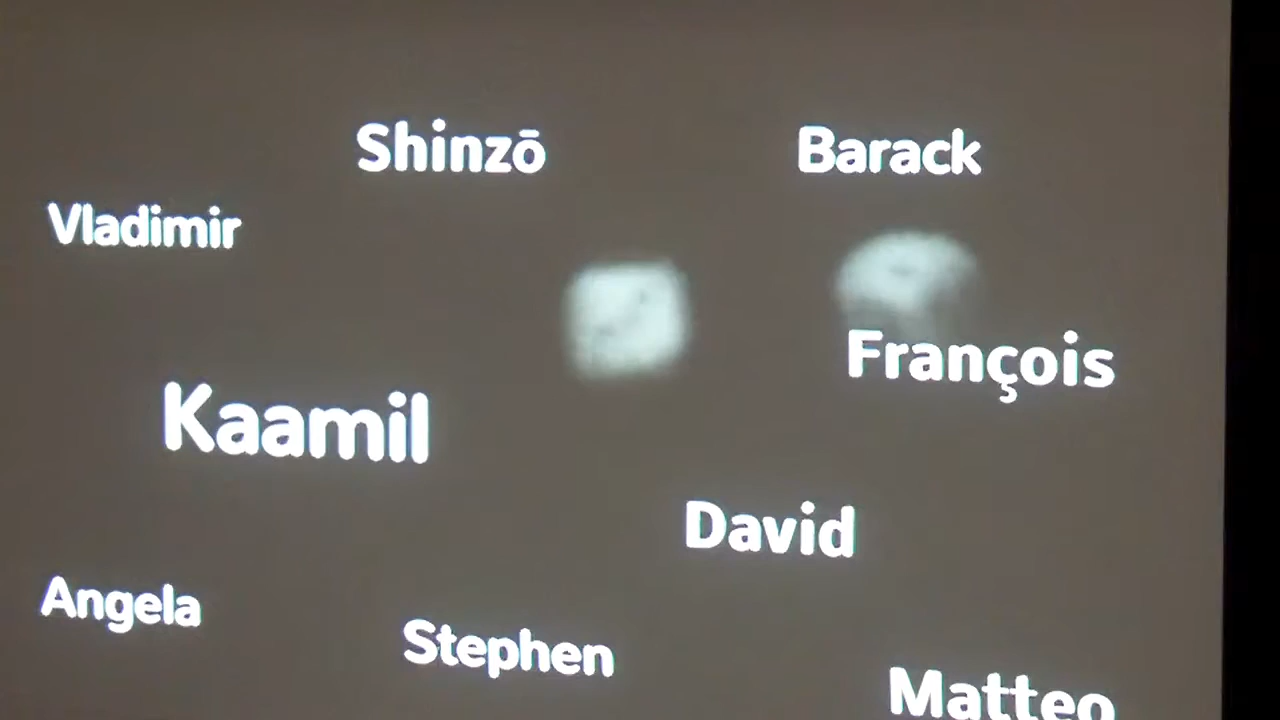 Shinzō
Barack
Vladimir
François
Kaamil
David
Angela
Stephen
Matteo